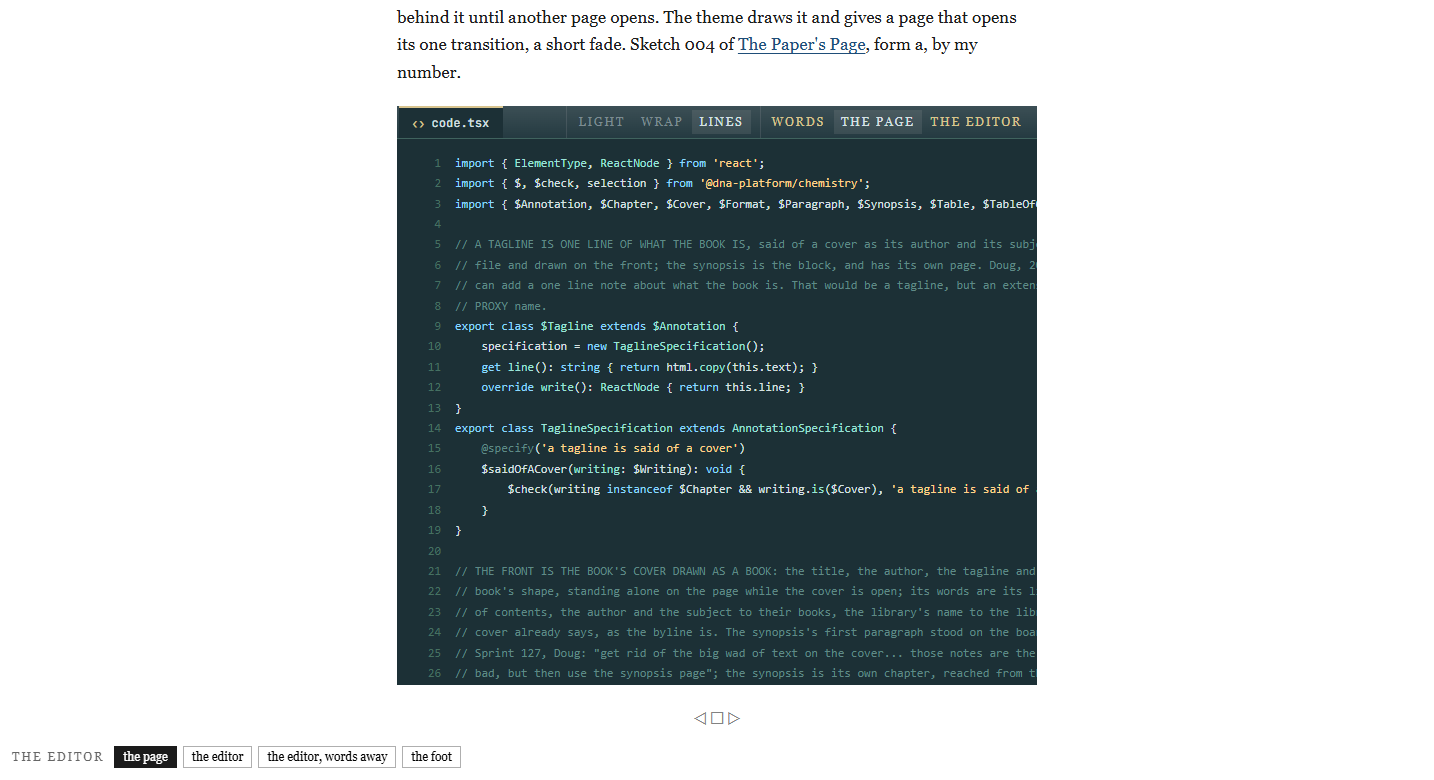 behind it until another page opens. The theme draws it and gives a page that opens
its one transition, a short fade. Sketch 004 of The Paper's Page, form a, by my
number.
<> code.tsx LIGHT WRAP LINES WORDS THE PAGE THE EDITOR
1 import { ElementType, ReactNode } from 'react';
2 import { $, $check, selection } from '@dna-platform/chemistry';
3 import { $Annotation, $Chapter, $Cover, $Format, $Paragraph, $Synopsis, $Table, $TableOf
4
5 // A TAGLINE IS ONE LINE OF WHAT THE BOOK IS, said of a cover as its author and its subj
6 // file and drawn on the front; the synopsis is the block, and has its own page. Doug, 2
7 // can add a one line note about what the book is. That would be a tagline, but an exten
8 // PROXY name.
9 export class $Tagline extends $Annotation {
10 specification = new TaglineSpecification();
11 get line(): string { return html.copy(this.text); }
12 override write(): ReactNode { return this.line; }
13 }
14 export class TaglineSpecification extends AnnotationSpecification {
15 @specify('a tagline is said of a cover')
16 $saidOfACover(writing: $Writing): void {
17 $check(writing instanceof $Chapter && writing.is($Cover), 'a tagline is said of
18 }
19 }
20
21 // THE FRONT IS THE BOOK'S COVER DRAWN AS A BOOK: the title, the author, the tagline and
22 // book's shape, standing alone on the page while the cover is open; its words are its l
23 // of contents, the author and the subject to their books, the library's name to the lib
24 // cover already says, as the byline is. The synopsis's first paragraph stood on the boa
25 // Sprint 127, Doug: "get rid of the big wad of text on the cover... those notes are the
26 // bad, but then use the synopsis page"; the synopsis is its own chapter, reached from t
THE EDITOR the page the editor the editor, words away the foot